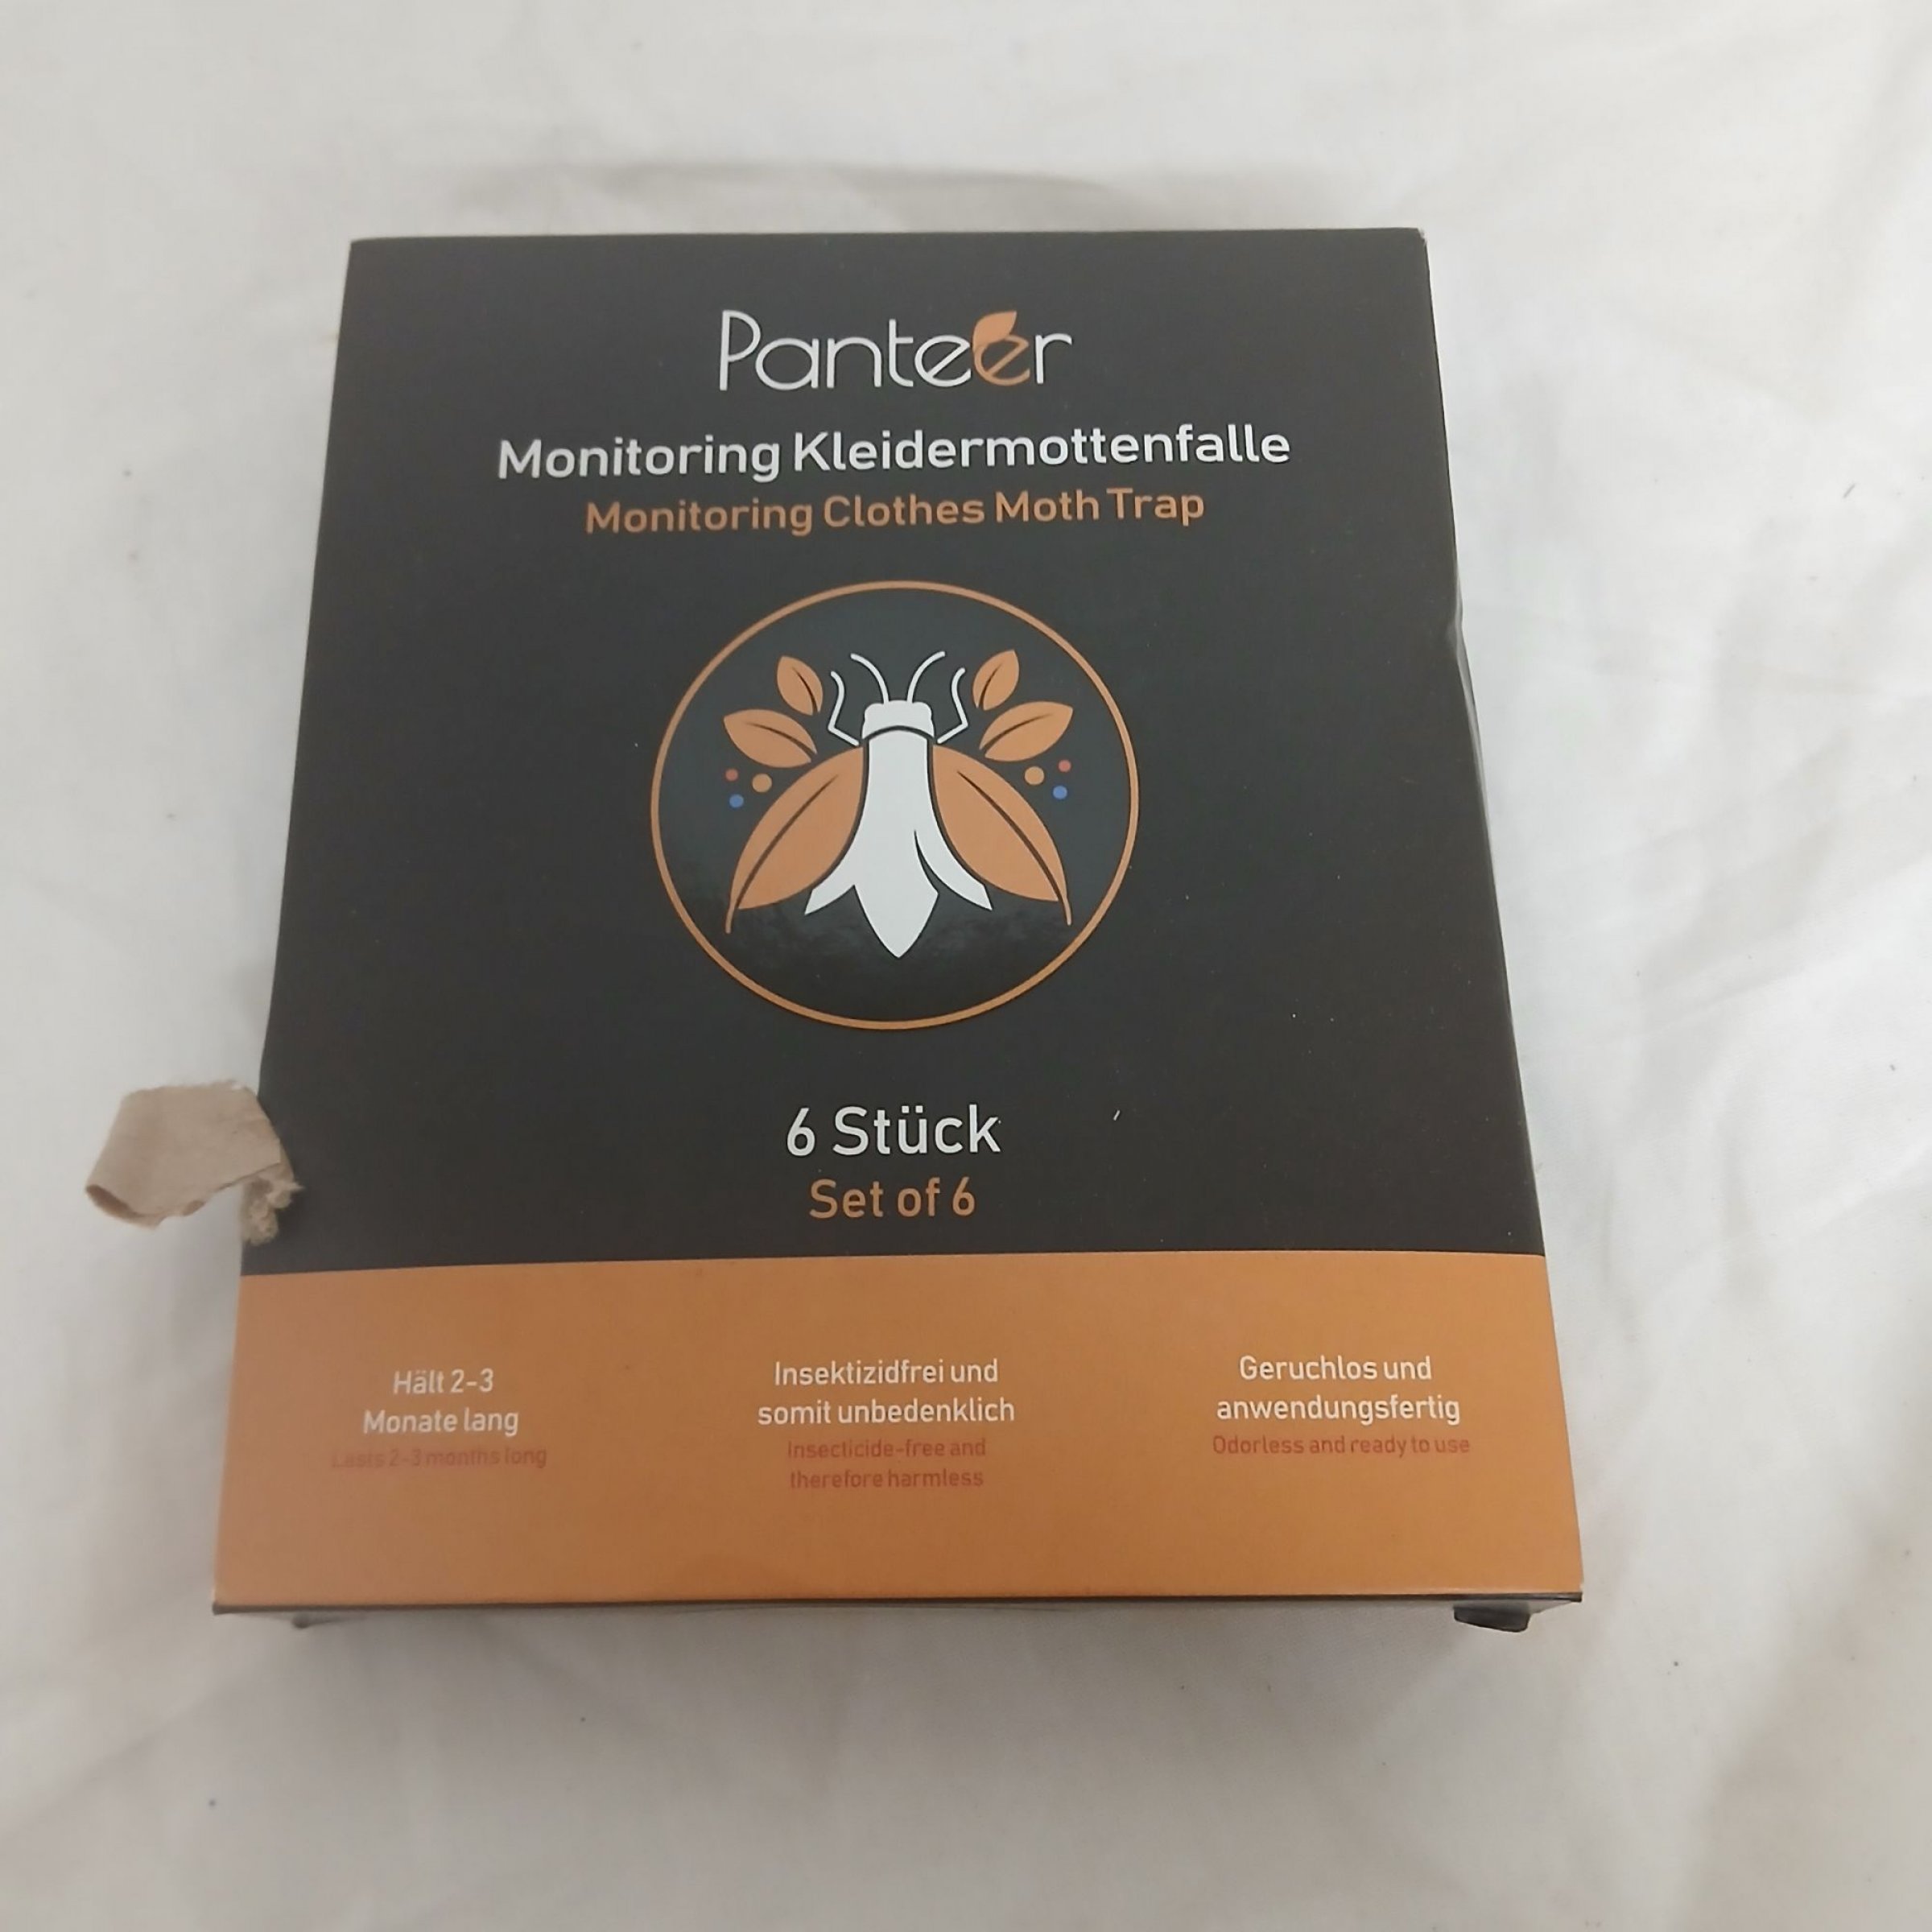 Panteer
Monitoring Kleidermottenfalle
Monitoring Clothes Moth Trap
6 Stück
Set of 6
Hält 2-3
Monate lang
Lasts 2-3 months long
Insektizidfrei und
somit unbedenklich
Insecticide-free and
therefore harmless
Geruchlos und
anwendungsfertig
Odorless and ready to use